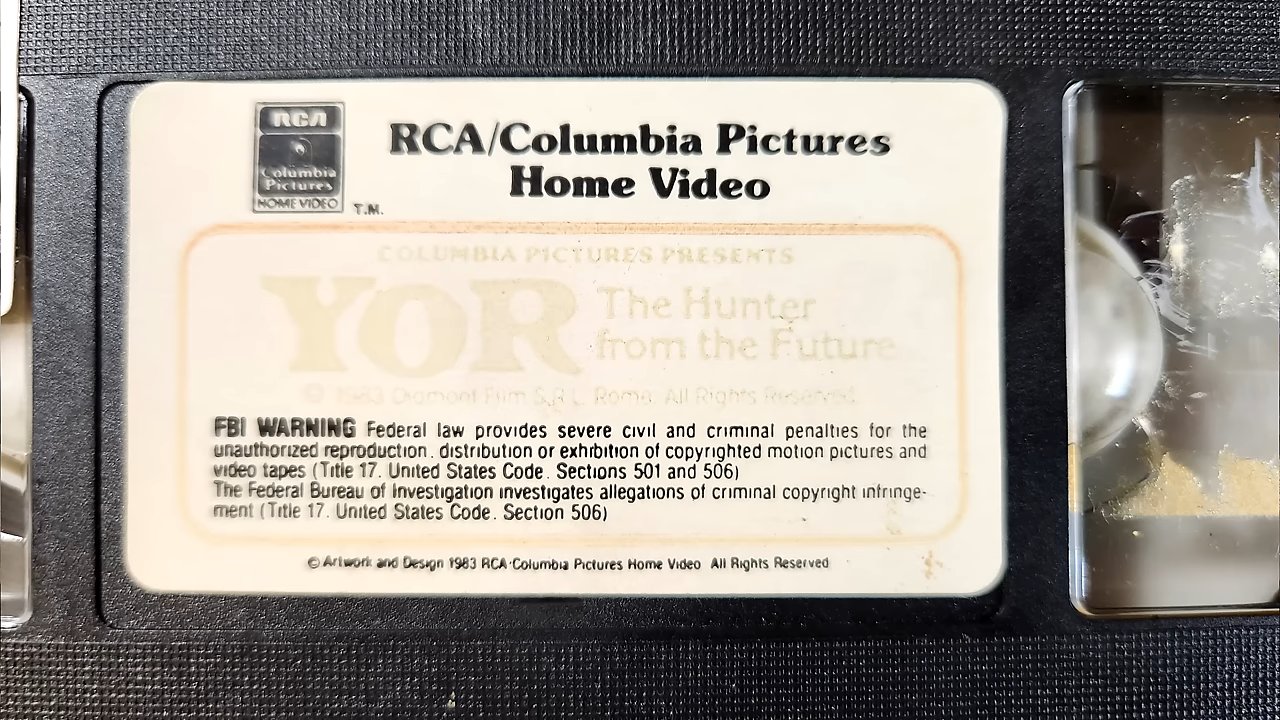 RCA
Columbia
Pictures
HOME VIDEO
T.M.
RCA/Columbia Pictures
Home Video
COLUMBIA PICTURES PRESENTS
YOR The Hunter
from the Future
© 1983 Diamant Film S.R.L. Roma. All Rights Reserved.
FBI WARNING Federal law provides severe civil and criminal penalties for the
unauthorized reproduction, distribution or exhibition of copyrighted motion pictures and
video tapes (Title 17, United States Code, Sections 501 and 506)
The Federal Bureau of Investigation investigates allegations of criminal copyright infringe-
ment (Title 17, United States Code, Section 506)
© Artwork and Design 1983 RCA·Columbia Pictures Home Video All Rights Reserved